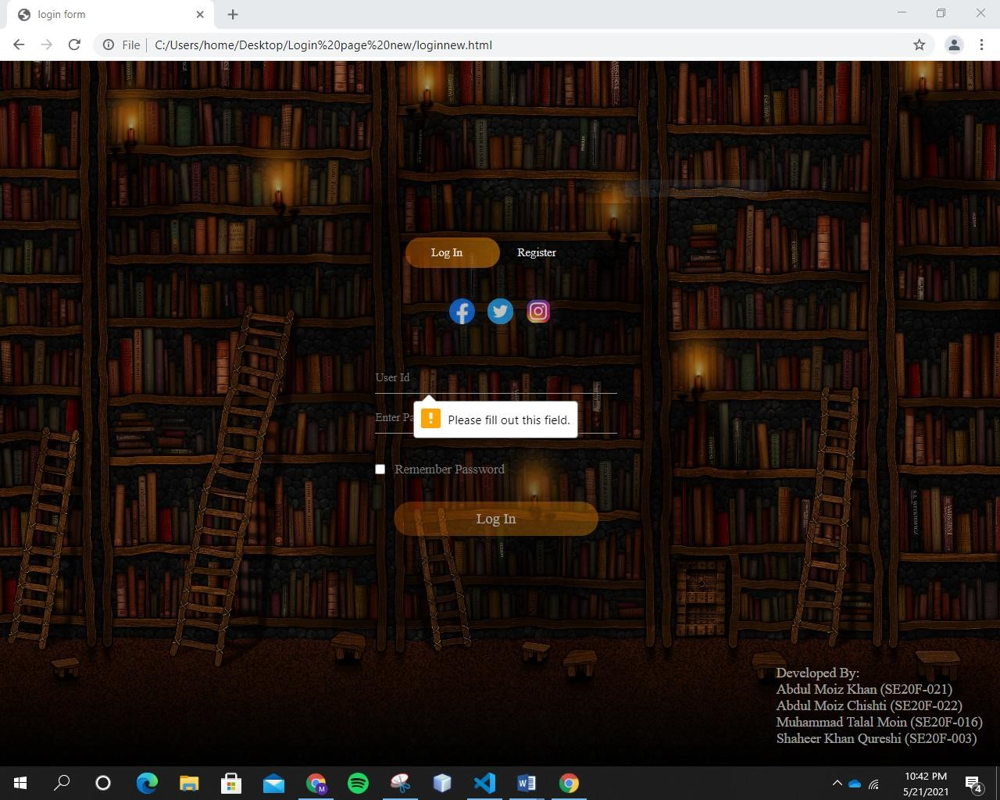 login form
File C:/Users/home/Desktop/Login%20page%20new/loginnew.html
Log In Register
User Id
Enter Pa
Please fill out this field.
Remember Password
Log In
Developed By:
Abdul Moiz Khan (SE20F-021)
Abdul Moiz Chishti (SE20F-022)
Muhammad Talal Moin (SE20F-016)
Shaheer Khan Qureshi (SE20F-003)
M
10:42 PM
5/21/2021
4